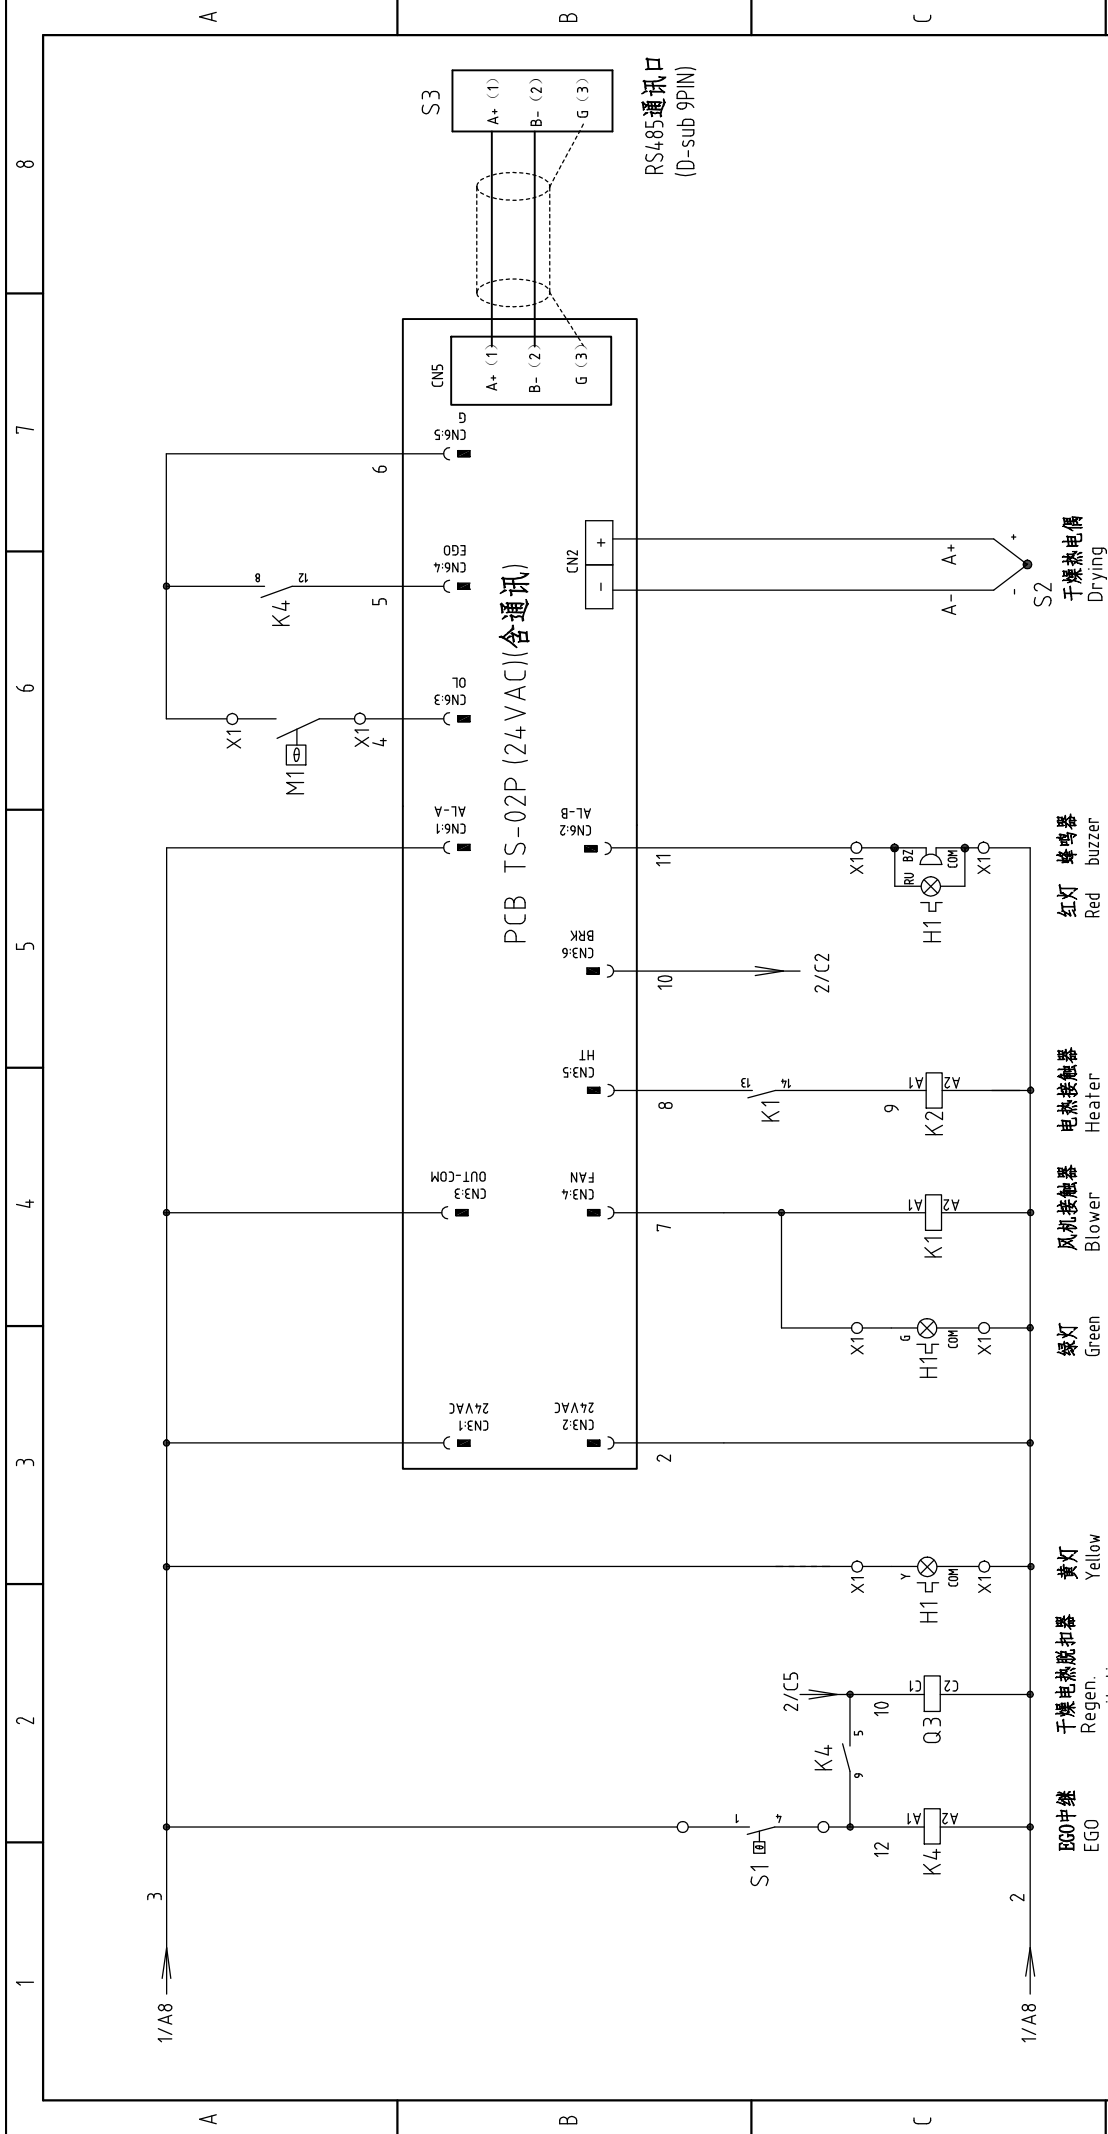 A
B
C
1
2
3
4
5
6
7
8
A
B
C
1/A8
3
1/A8
2
S1
1
4
12
K4
A1
A2
EGO中继
EGO
K4
9
5
2/C5
10
Q3
C1
C2
干燥电热脱扣器
Regen.
X1
Y
H1
COM
X1
黄灯
Yellow
CN3:1
24VAC
CN3:2
24VAC
2
X1
G
H1
COM
X1
绿灯
Green
CN3:3
OUT-COM
CN3:4
FAN
7
K1
A1
A2
风机接触器
Blower
CN3:5
HT
8
K1
13
14
9
K2
A1
A2
电热接触器
Heater
CN3:6
BRK
10
2/C2
CN6:1
AL-A
CN6:2
AL-B
11
X1
RU
BZ
H1
COM
X1
红灯
Red
蜂鸣器
buzzer
PCB TS-02P (24VAC)(含通讯)
X1
M1
θ
X1
4
CN6:3
OL
K4
8
12
5
CN6:4
EGO
6
CN6:5
G
CN2
-
+
A-
A+
-
+
S2
干燥热电偶
Drying
CN5
A+ (1)
B- (2)
G (3)
S3
A+ (1)
B- (2)
G (3)
RS485通讯口
(D-sub 9PIN)